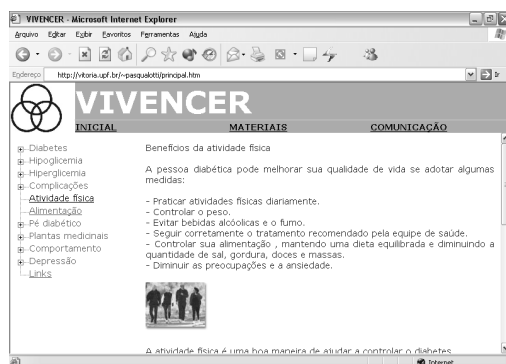 VIVENCER - Microsoft Internet Explorer
Arquivo Editar Exibir Favoritos Ferramentas Ajuda
Endereço http://vitoria.upf.br/~pasqualotti/principal.htm Ir
VIVENCER
INICIAL MATERIAIS COMUNICAÇÃO
Diabetes
Hipoglicemia
Hiperglicemia
Complicações
Atividade física
Alimentação
Pé diabético
Plantas medicinais
Comportamento
Depressão
Links
Benefícios da atividade física
A pessoa diabética pode melhorar sua qualidade de vida se adotar algumas
medidas:
- Praticar atividades físicas diariamente.
- Controlar o peso.
- Evitar bebidas alcóolicas e o fumo.
- Seguir corretamente o tratamento recomendado pela equipe de saúde.
- Controlar sua alimentação , mantendo uma dieta equilibrada e diminuindo a
quantidade de sal, gordura, doces e massas.
- Diminuir as preocupações e a ansiedade.
A atividade física é uma boa maneira de ajudar a controlar o diabetes
Internet